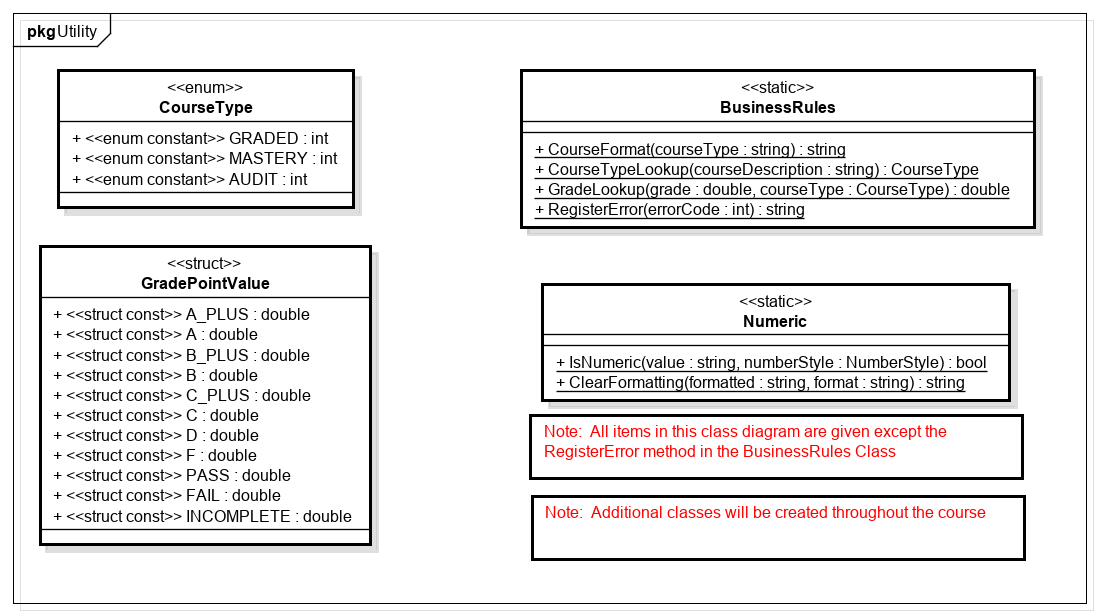 pkg Utility
<<enum>>
CourseType
+ <<enum constant>> GRADED : int
+ <<enum constant>> MASTERY : int
+ <<enum constant>> AUDIT : int
<<struct>>
GradePointValue
+ <<struct const>> A_PLUS : double
+ <<struct const>> A : double
+ <<struct const>> B_PLUS : double
+ <<struct const>> B : double
+ <<struct const>> C_PLUS : double
+ <<struct const>> C : double
+ <<struct const>> D : double
+ <<struct const>> F : double
+ <<struct const>> PASS : double
+ <<struct const>> FAIL : double
+ <<struct const>> INCOMPLETE : double
<<static>>
BusinessRules
+ CourseFormat(courseType : string) : string
+ CourseTypeLookup(courseDescription : string) : CourseType
+ GradeLookup(grade : double, courseType : CourseType) : double
+ RegisterError(errorCode : int) : string
<<static>>
Numeric
+ IsNumeric(value : string, numberStyle : NumberStyle) : bool
+ ClearFormatting(formatted : string, format : string) : string
Note:  All items in this class diagram are given except the
RegisterError method in the BusinessRules Class
Note:  Additional classes will be created throughout the course